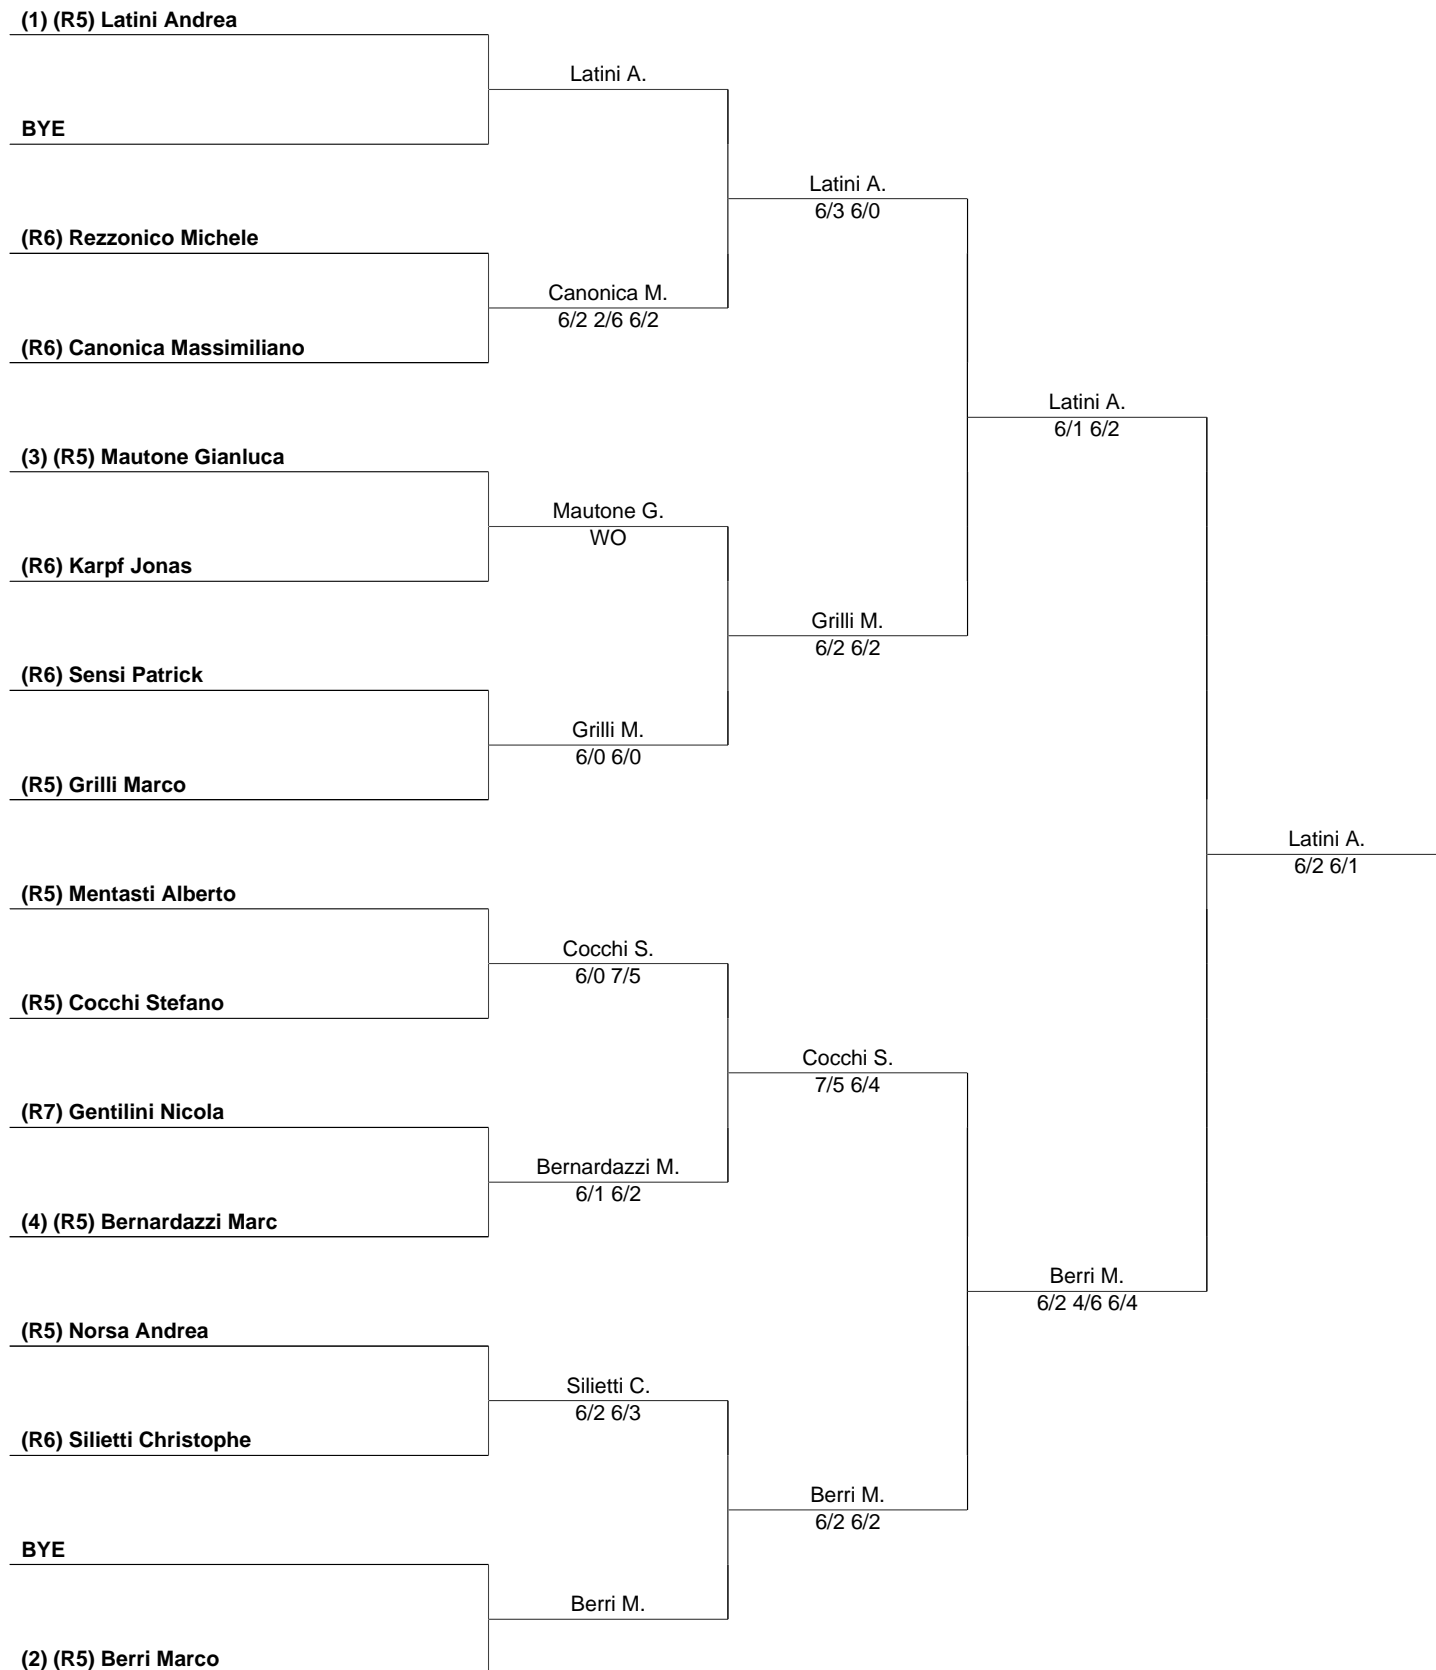 (1) (R5) Latini Andrea
Latini A.
BYE
Latini A.
6/3 6/0
(R6) Rezzonico Michele
Canonica M.
6/2 2/6 6/2
(R6) Canonica Massimiliano
Latini A.
6/1 6/2
(3) (R5) Mautone Gianluca
Mautone G.
WO
(R6) Karpf Jonas
Grilli M.
6/2 6/2
(R6) Sensi Patrick
Grilli M.
6/0 6/0
(R5) Grilli Marco
Latini A.
6/2 6/1
(R5) Mentasti Alberto
Cocchi S.
6/0 7/5
(R5) Cocchi Stefano
Cocchi S.
7/5 6/4
(R7) Gentilini Nicola
Bernardazzi M.
6/1 6/2
(4) (R5) Bernardazzi Marc
Berri M.
6/2 4/6 6/4
(R5) Norsa Andrea
Silietti C.
6/2 6/3
(R6) Silietti Christophe
Berri M.
6/2 6/2
BYE
Berri M.
(2) (R5) Berri Marco